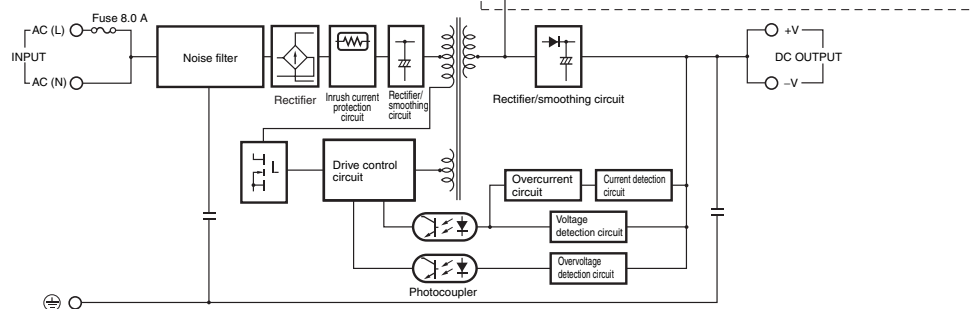 Fuse 8.0 A
AC (L)
INPUT
AC (N)
Noise filter
Rectifier
Inrush current
protection
circuit
Rectifier/
smoothing
circuit
Rectifier/smoothing circuit
+V
DC OUTPUT
−V
Drive control
circuit
Overcurrent
circuit
Current detection
circuit
Voltage
detection circuit
Overvoltage
detection circuit
Photocoupler